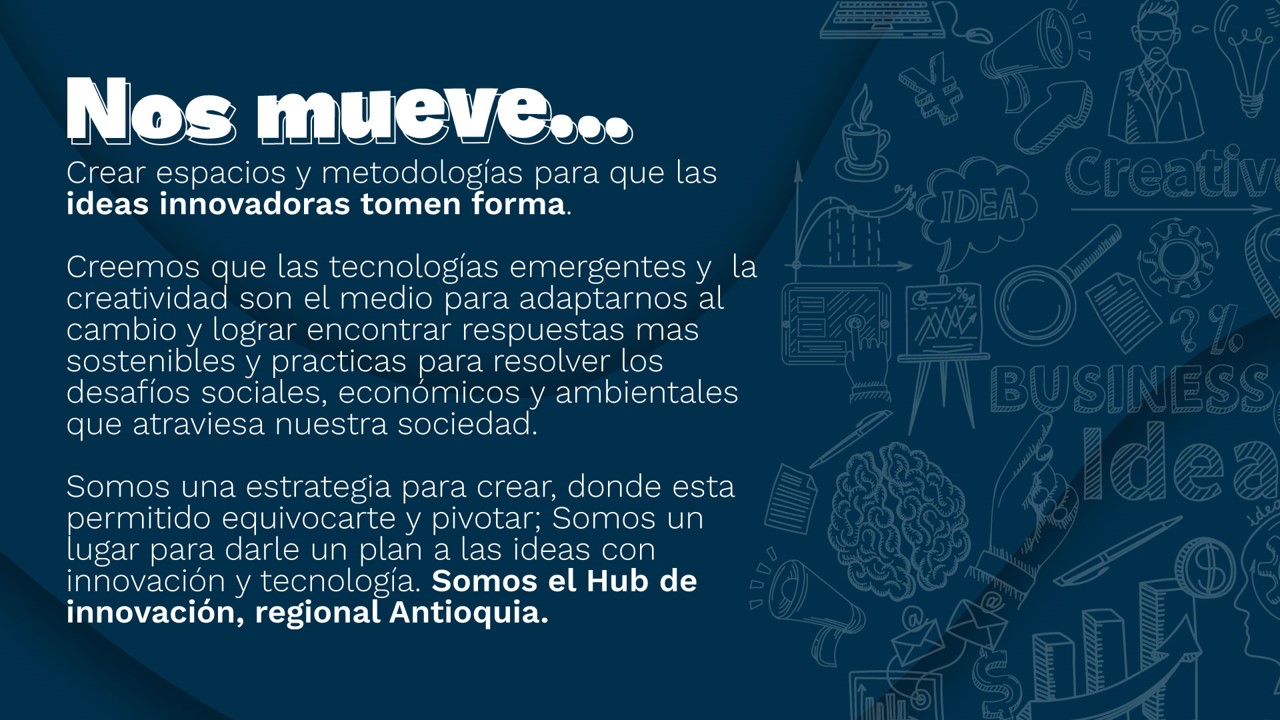 Nos mueve...
Crear espacios y metodologías para que las
ideas innovadoras tomen forma.
Creemos que las tecnologías emergentes y  la
creatividad son el medio para adaptarnos al
cambio y lograr encontrar respuestas mas
sostenibles y practicas para resolver los
desafíos sociales, económicos y ambientales
que atraviesa nuestra sociedad.
Somos una estrategia para crear, donde esta
permitido equivocarte y pivotar; Somos un
lugar para darle un plan a las ideas con
innovación y tecnología. Somos el Hub de
innovación, regional Antioquia.
Creativ
IDEA
?%
BUSINESS
Idea